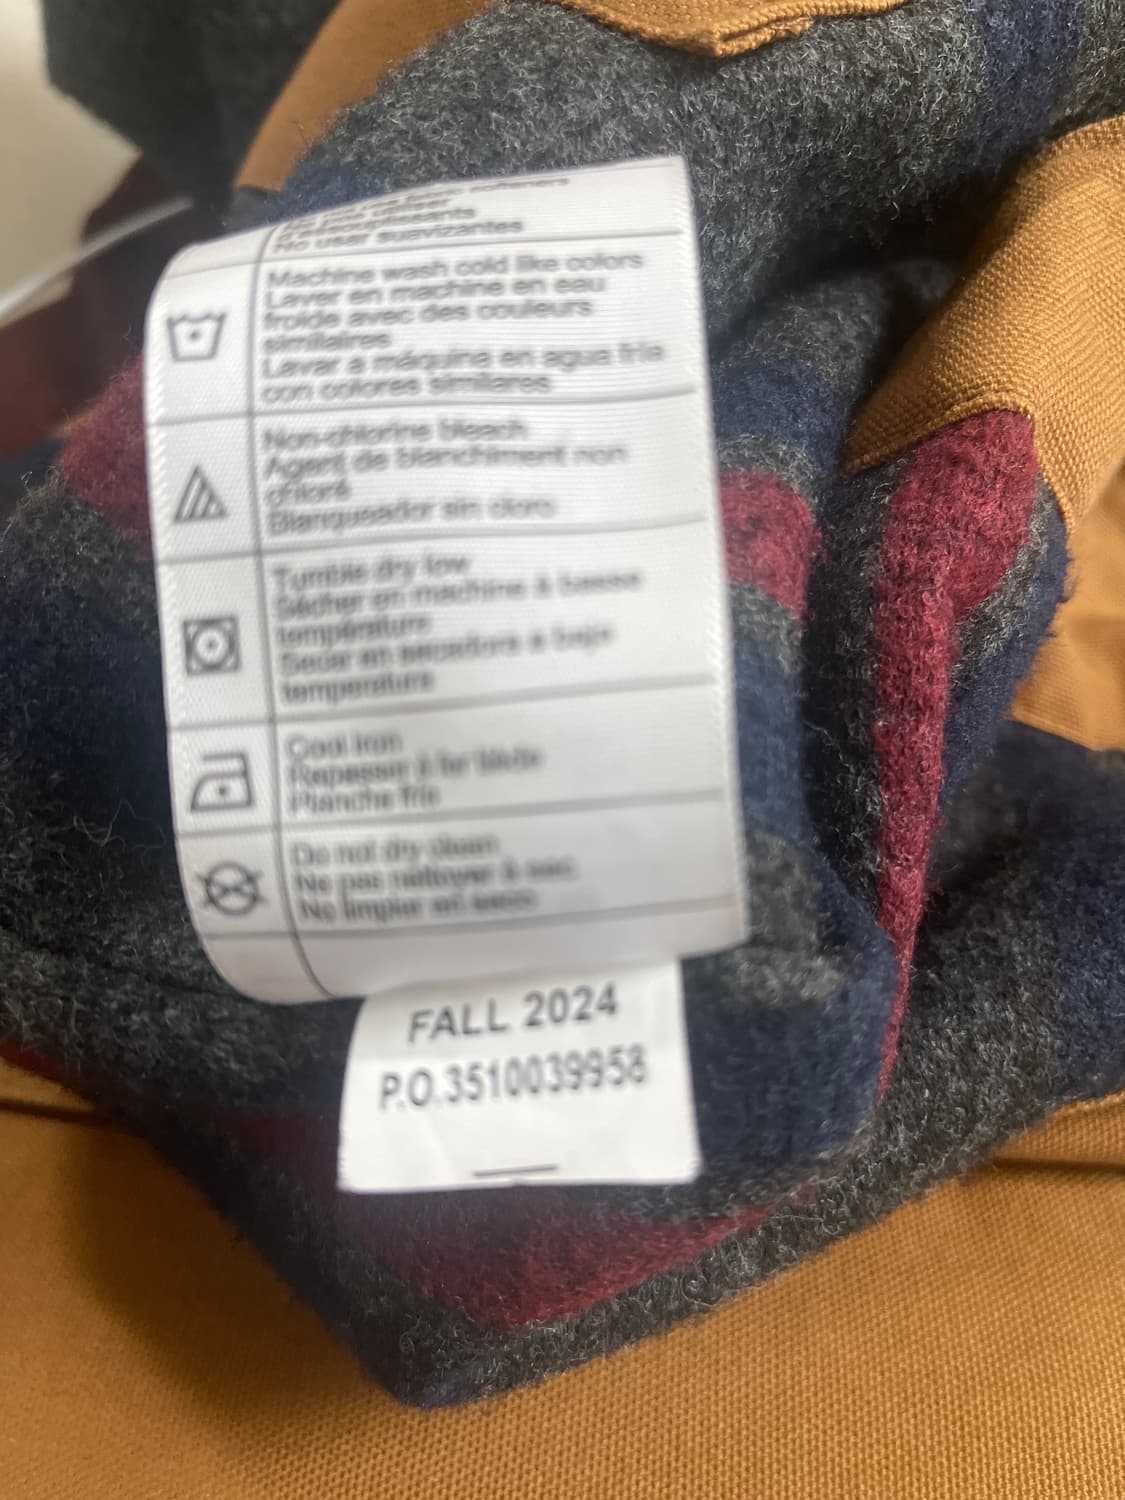 softeners
No usar suavizantes
Machine wash cold like colors
Laver en machine en eau
froide avec des couleurs
similaires
Lavar a máquina en agua fría
con colores similares
Non-chlorine bleach
Agent de blanchiment non
chloré
Blanqueador sin cloro
Tumble dry low
Sécher en machine à basse
température
Secar en secadora a baja
temperatura
Cool iron
Repasser à fer tiède
Plancha fría
Do not dry clean
Ne pas nettoyer à sec
No limpiar en seco
FALL 2024
P.O.3510039958